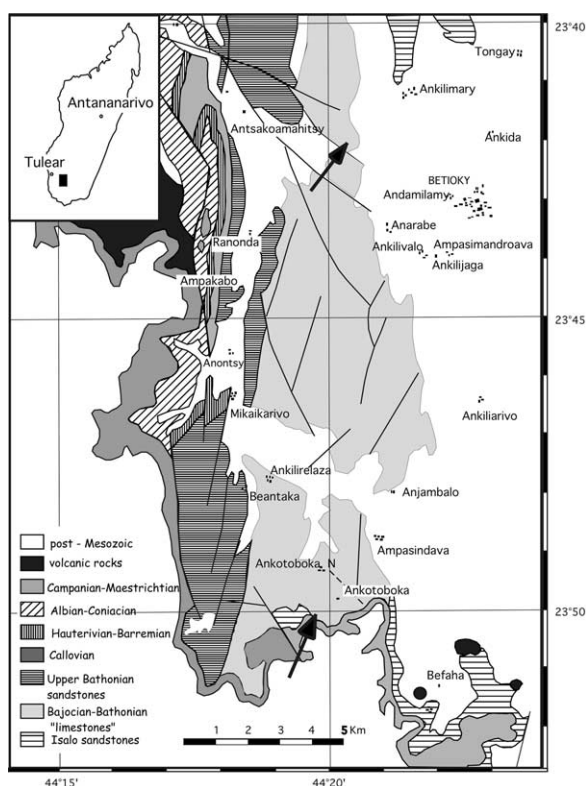 23°40
Tongay
Antananarivo
Ankilimary
Antsakoamahitsy
Tulear
Ankida
BETIOKY
Andamilamy
Anarabe
Ranonda
Ankilivalo
Ampasimandroava
Ankilijaga
Ampakabo
23°45
Anontsy
Mikaikarivo
Ankiliarivo
Ankilirelaza
Beantaka
Anjambalo
post - Mesozoic
Ampasindava
volcanic rocks
Ankotoboka N
Campanian-Maestrichtian
Ankotoboka
Albian-Coniacian
23°50
Hauterivian-Barremian
Callovian
Upper Bathonian
sandstones
Befaha
Bajocian-Bathonian
"limestones"
1 2 3 4 5 Km
Isalo sandstones
44°15'
44°20'